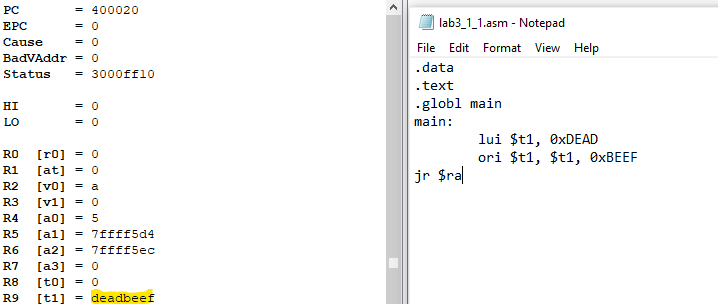 PC = 400020
EPC = 0
Cause = 0
BadVAddr = 0
Status = 3000ff10
HI = 0
LO = 0
R0 [r0] = 0
R1 [at] = 0
R2 [v0] = a
R3 [v1] = 0
R4 [a0] = 5
R5 [a1] = 7ffff5d4
R6 [a2] = 7ffff5ec
R7 [a3] = 0
R8 [t0] = 0
R9 [t1] = deadbeef
lab3_1_1.asm - Notepad
File Edit Format View Help
.data
.text
.globl main
main:
lui $t1, 0xDEAD
ori $t1, $t1, 0xBEEF
jr $ra